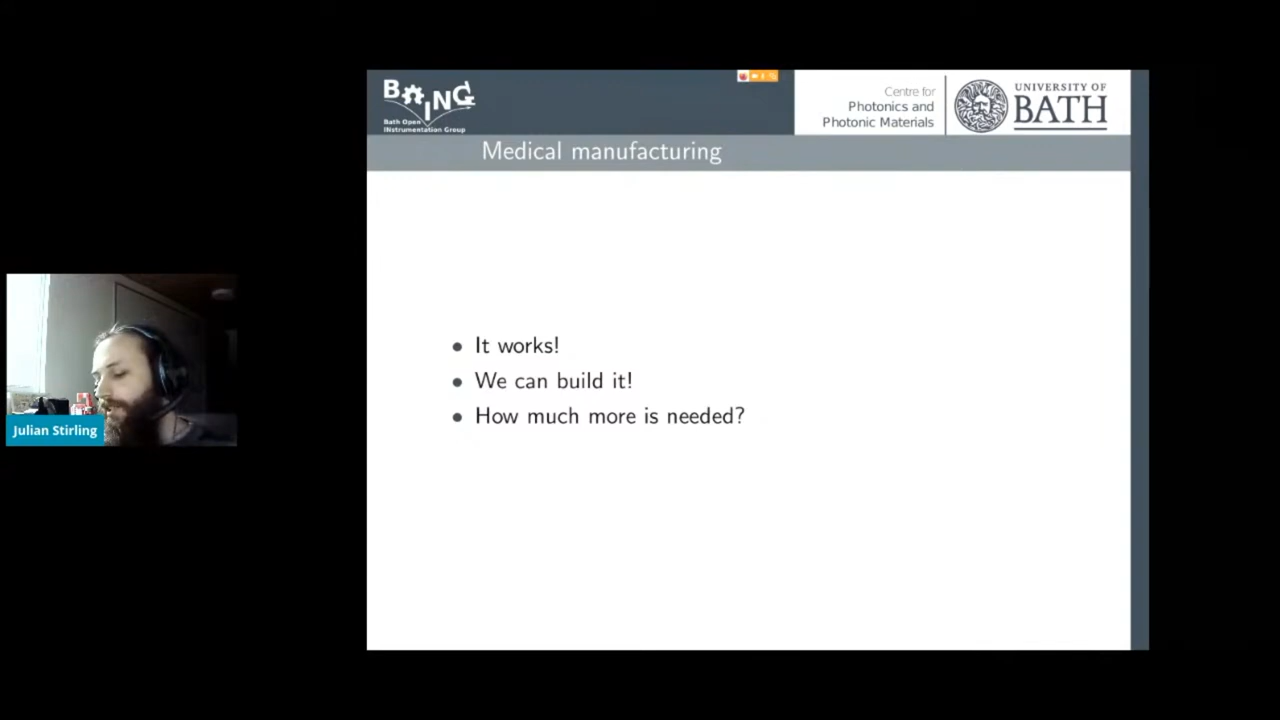 BOING
Bath Open
INstrumentation Group
Centre for
Photonics and
Photonic Materials
UNIVERSITY OF
BATH
Medical manufacturing
It works!
We can build it!
How much more is needed?
Julian Stirling